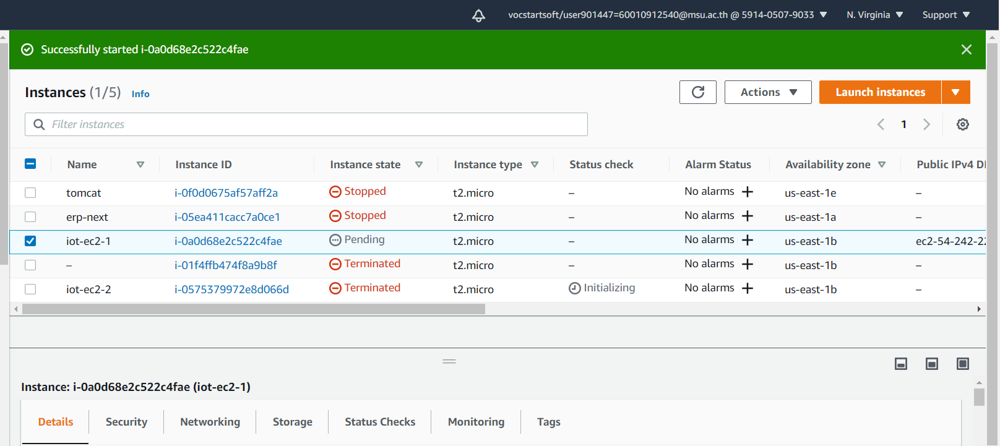 vocstartsoft/user901447=60010912540@msu.ac.th @ 5914-0507-9033 N. Virginia Support
Successfully started i-0a0d68e2c522c4fae
Instances (1/5) Info Actions Launch instances
Filter instances 1
Name Instance ID Instance state Instance type Status check Alarm Status Availability zone Public IPv4 D
tomcat i-0f0d0675af57aff2a Stopped t2.micro – No alarms us-east-1e –
erp-next i-05ea411cacc7a0ce1 Stopped t2.micro – No alarms us-east-1a –
iot-ec2-1 i-0a0d68e2c522c4fae Pending t2.micro – No alarms us-east-1b ec2-54-242-22
– i-01f4ffb474f8a9b8f Terminated t2.micro – No alarms us-east-1b –
iot-ec2-2 i-0575379972e8d066d Terminated t2.micro Initializing No alarms us-east-1b –
Instance: i-0a0d68e2c522c4fae (iot-ec2-1)
Details Security Networking Storage Status Checks Monitoring Tags